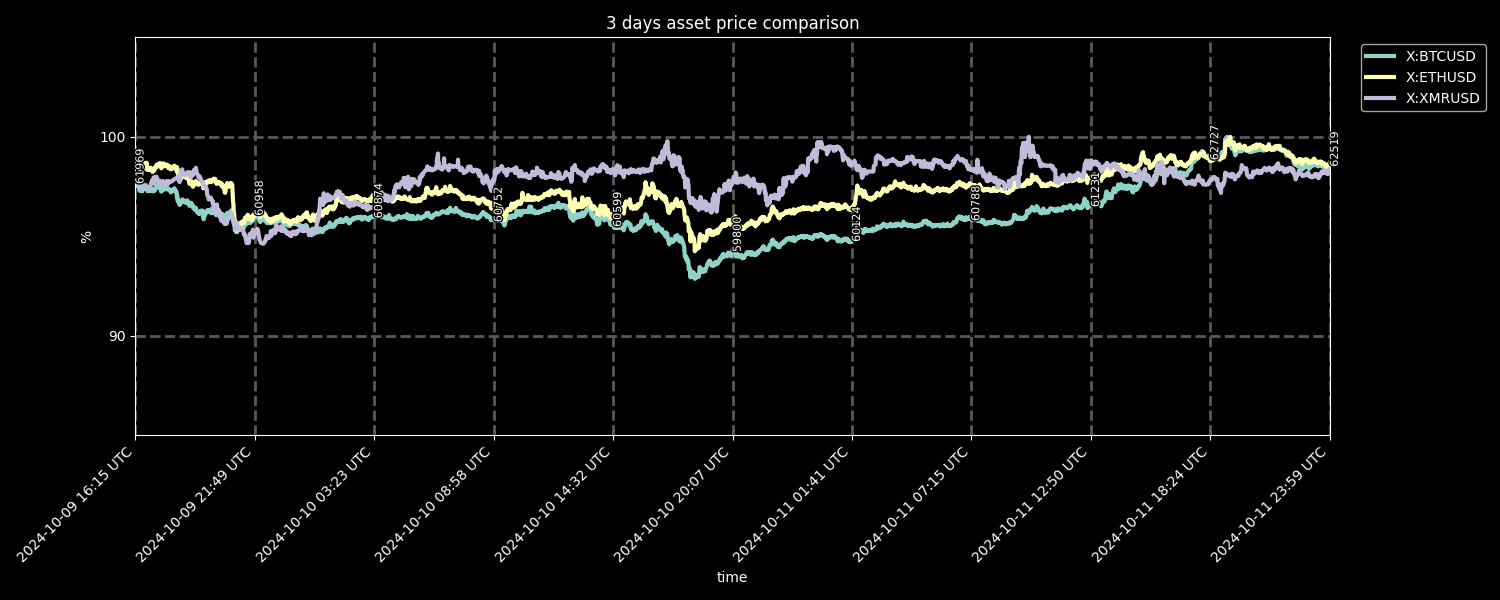 3 days asset price comparison
X:BTCUSD
X:ETHUSD
X:XMRUSD
100
90
%
61969
60958
60874
60752
60599
59800
60124
60788
61231
62727
62519
2024-10-09 16:15 UTC
2024-10-09 21:49 UTC
2024-10-10 03:23 UTC
2024-10-10 08:58 UTC
2024-10-10 14:32 UTC
2024-10-10 20:07 UTC
2024-10-11 01:41 UTC
2024-10-11 07:15 UTC
2024-10-11 12:50 UTC
2024-10-11 18:24 UTC
2024-10-11 23:59 UTC
time